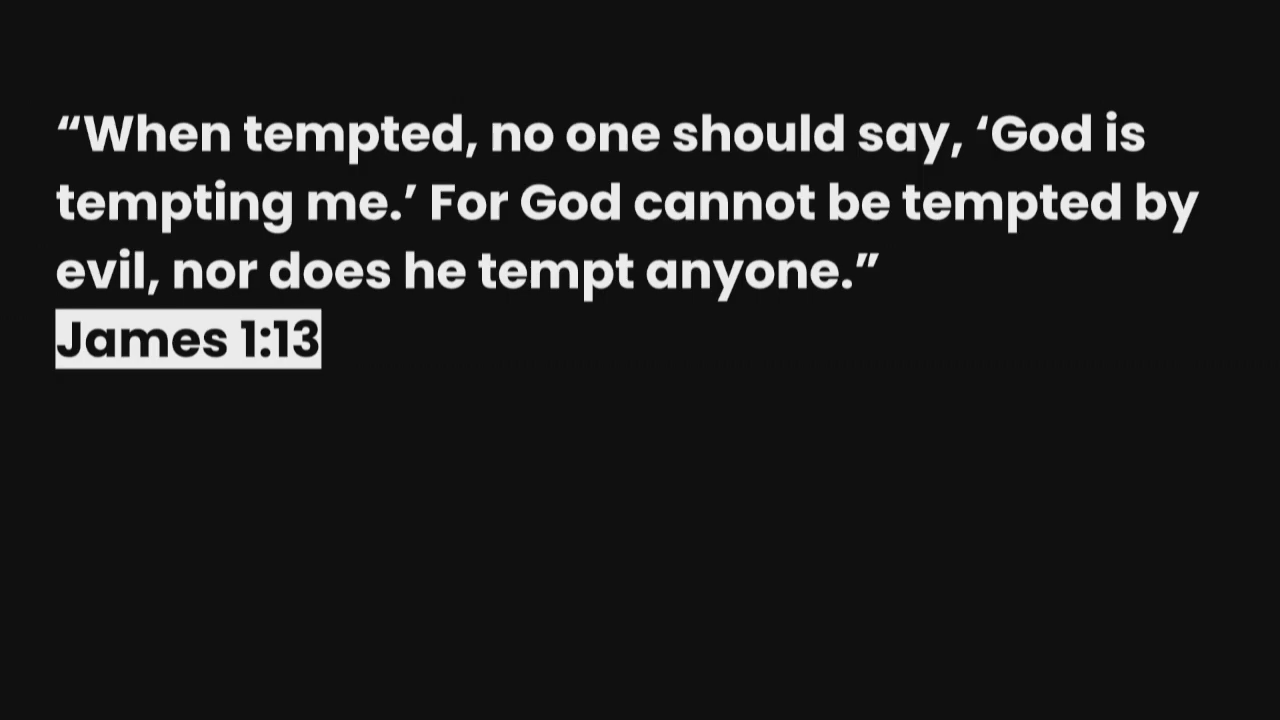 “When tempted, no one should say, ‘God is
tempting me.’ For God cannot be tempted by
evil, nor does he tempt anyone.”
James 1:13